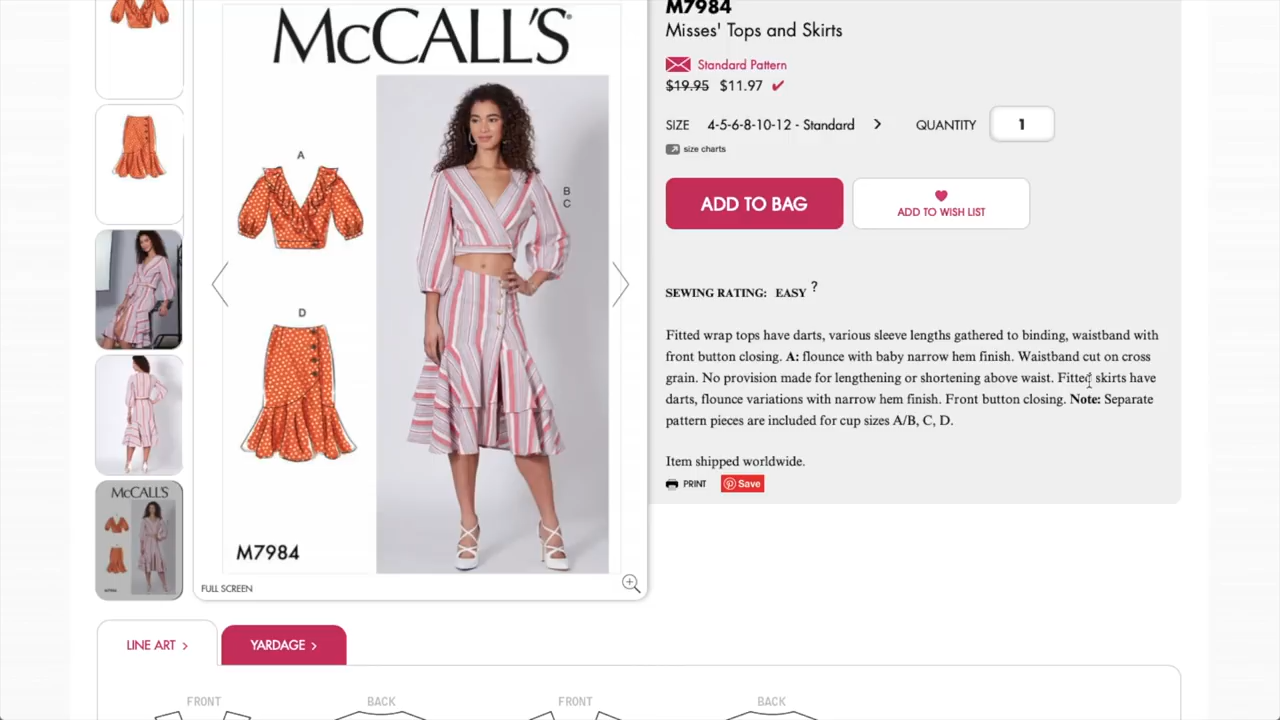 M7984
Misses' Tops and Skirts
Standard Pattern
$19.95 $11.97
SIZE 4-5-6-8-10-12 - Standard > QUANTITY 1
size charts
ADD TO BAG
ADD TO WISH LIST
SEWING RATING: EASY ?
Fitted wrap tops have darts, various sleeve lengths gathered to binding, waistband with
front button closing. A: flounce with baby narrow hem finish. Waistband cut on cross
grain. No provision made for lengthening or shortening above waist. Fitted skirts have
darts, flounce variations with narrow hem finish. Front button closing. Note: Separate
pattern pieces are included for cup sizes A/B, C, D.
Item shipped worldwide.
PRINT Save
McCALL'S
A
B
C
D
M7984
FULL SCREEN
McCALL'S
LINE ART >
YARDAGE >
FRONT BACK FRONT BACK